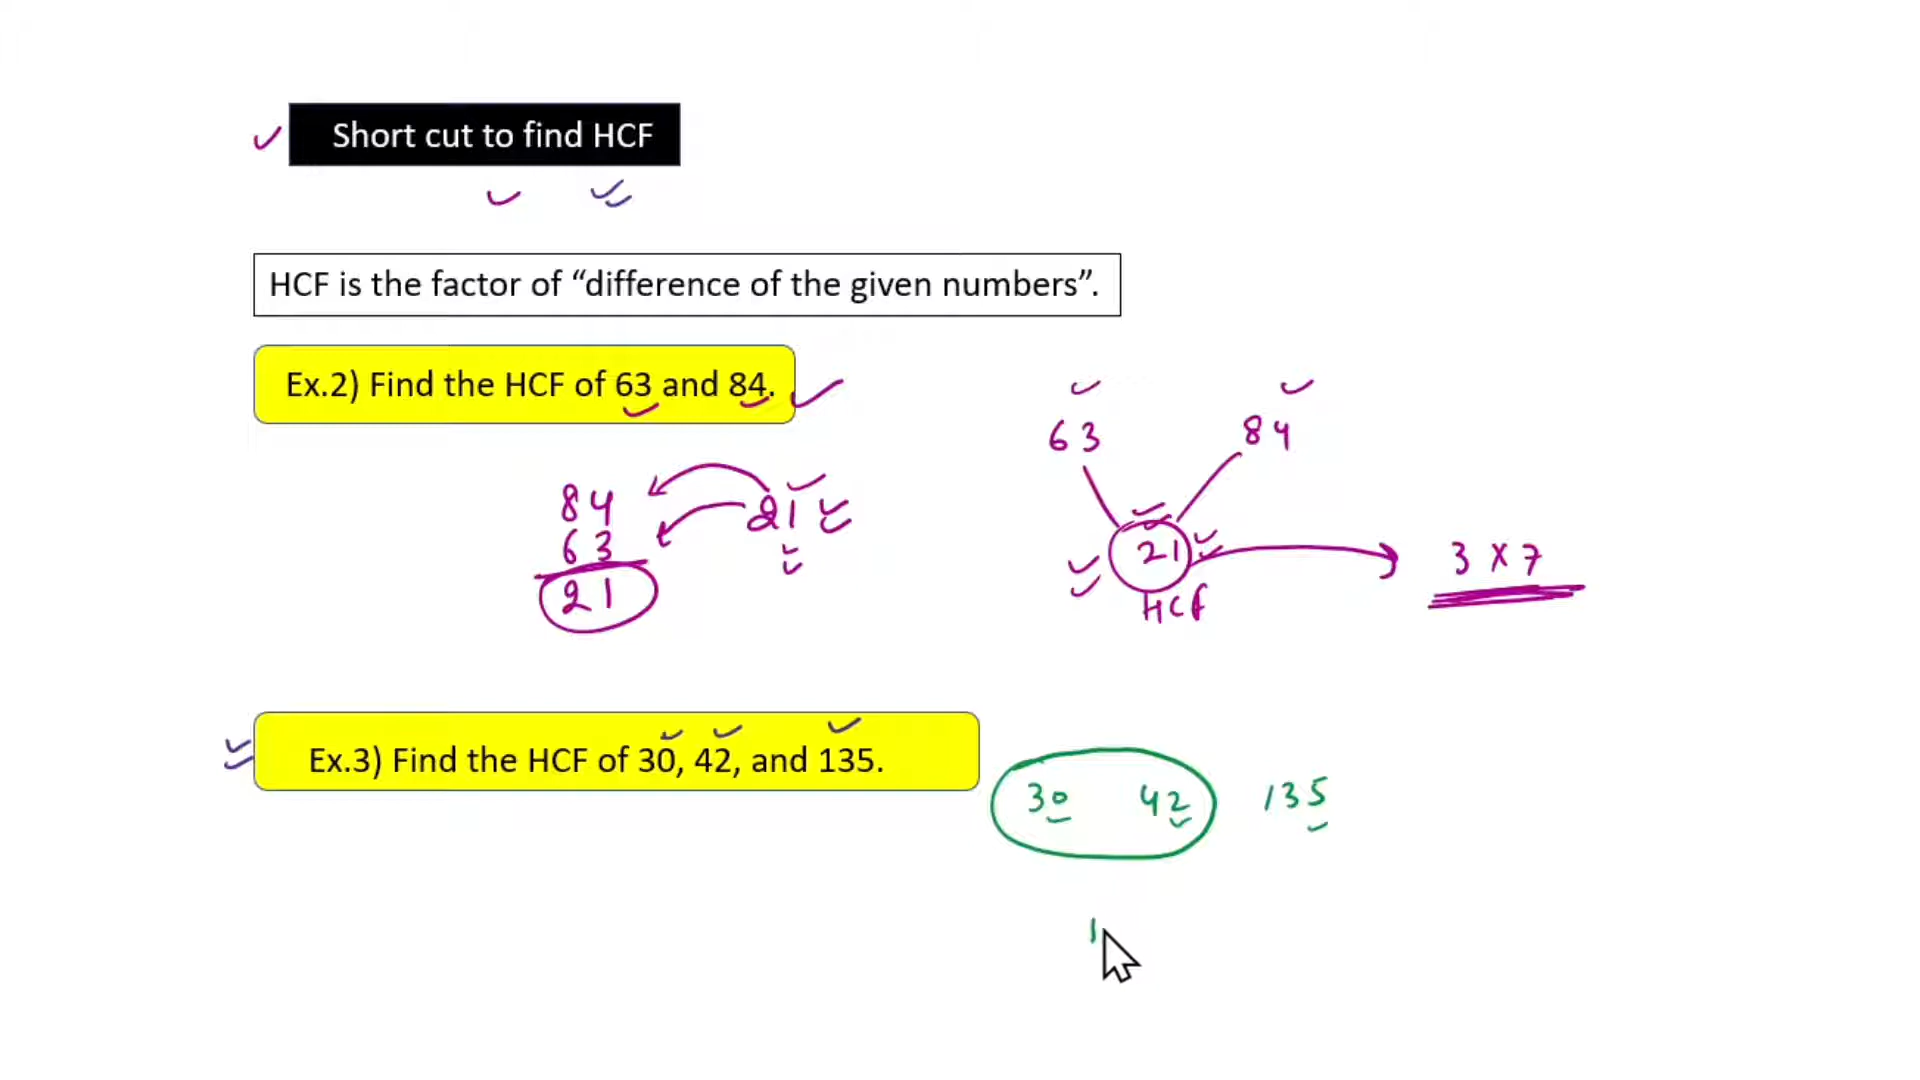 Short cut to find HCF
HCF is the factor of “difference of the given numbers”.
Ex.2) Find the HCF of 63 and 84.
63 84
84 21
63
21
21
HCF
3 x 7
Ex.3) Find the HCF of 30, 42, and 135.
30 42 135
1